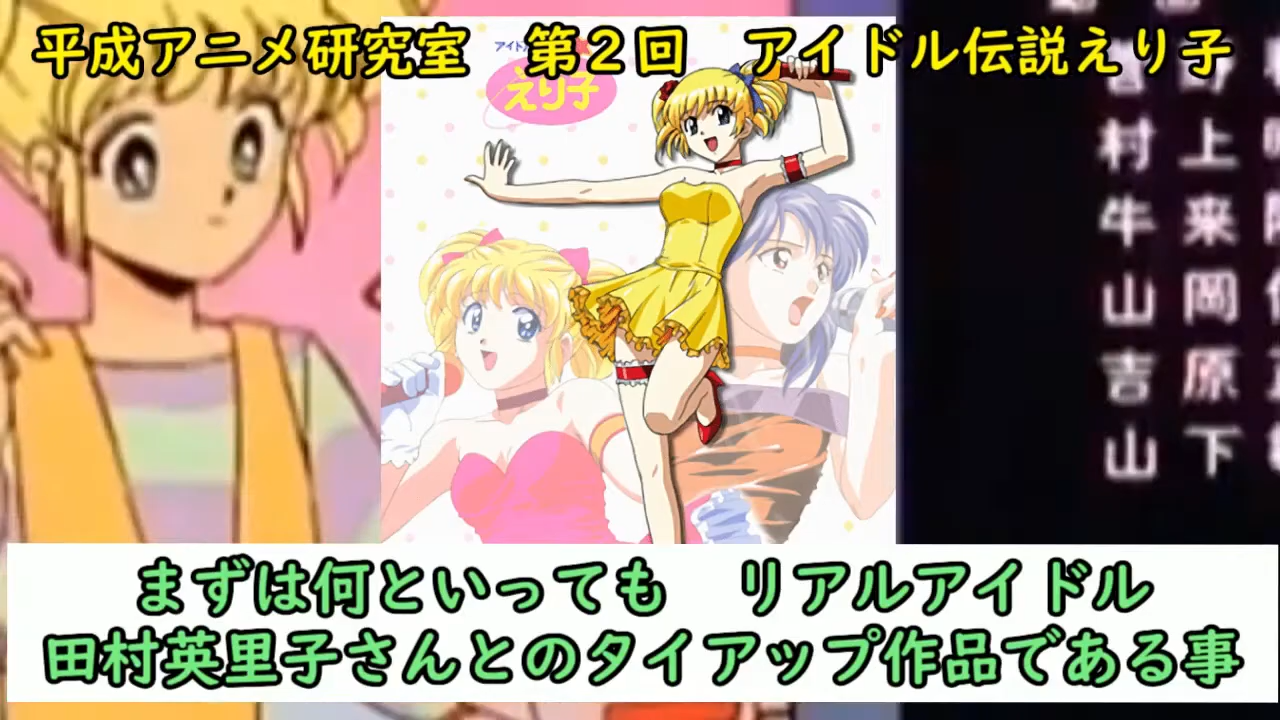 平成アニメ研究室　第２回　アイドル伝説えり子
アイド
えり子
村 上
牛 来
山 岡
吉 原
山 下
まずは何といっても　リアルアイドル
田村英里子さんとのタイアップ作品である事